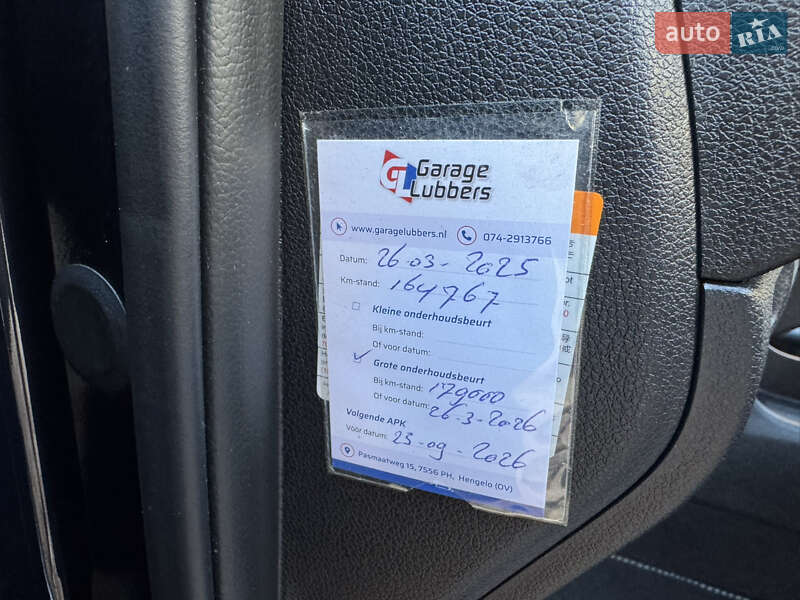 auto RIA
Garage
Lubbers
www.garagelubbers.nl 074-2913766
Datum: 26-03-2025
Km-stand: 164767
Kleine onderhoudsbeurt
Bij km-stand:
Of voor datum:
Grote onderhoudsbeurt
Bij km-stand: 179000
Of voor datum: 26-3-2026
Volgende APK
Voor datum: 23-09-2026
Pasmaatweg 15, 7556 PH, Hengelo (OV)